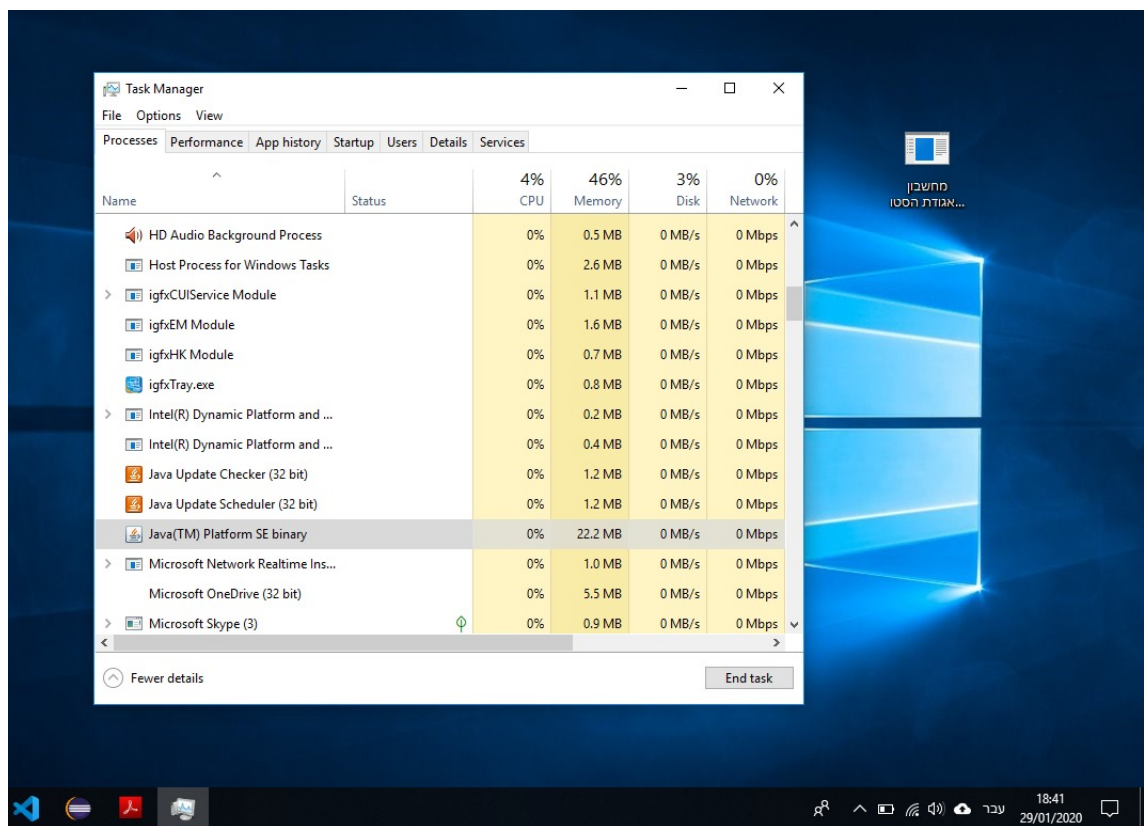 Task Manager
File Options View
Processes Performance App history Startup Users Details Services
4% 46% 3% 0%
Name Status CPU Memory Disk Network
HD Audio Background Process 0% 0.5 MB 0 MB/s 0 Mbps
Host Process for Windows Tasks 0% 2.6 MB 0 MB/s 0 Mbps
igfxCUIService Module 0% 1.1 MB 0 MB/s 0 Mbps
igfxEM Module 0% 1.6 MB 0 MB/s 0 Mbps
igfxHK Module 0% 0.7 MB 0 MB/s 0 Mbps
igfxTray.exe 0% 0.8 MB 0 MB/s 0 Mbps
Intel(R) Dynamic Platform and ... 0% 0.2 MB 0 MB/s 0 Mbps
Intel(R) Dynamic Platform and ... 0% 0.4 MB 0 MB/s 0 Mbps
Java Update Checker (32 bit) 0% 1.2 MB 0 MB/s 0 Mbps
Java Update Scheduler (32 bit) 0% 1.2 MB 0 MB/s 0 Mbps
Java(TM) Platform SE binary 0% 22.2 MB 0 MB/s 0 Mbps
Microsoft Network Realtime Ins... 0% 1.0 MB 0 MB/s 0 Mbps
Microsoft OneDrive (32 bit) 0% 5.5 MB 0 MB/s 0 Mbps
Microsoft Skype (3) 0% 0.9 MB 0 MB/s 0 Mbps
Fewer details End task
מחשבון
אגודת הסטו...
עבר
18:41
29/01/2020